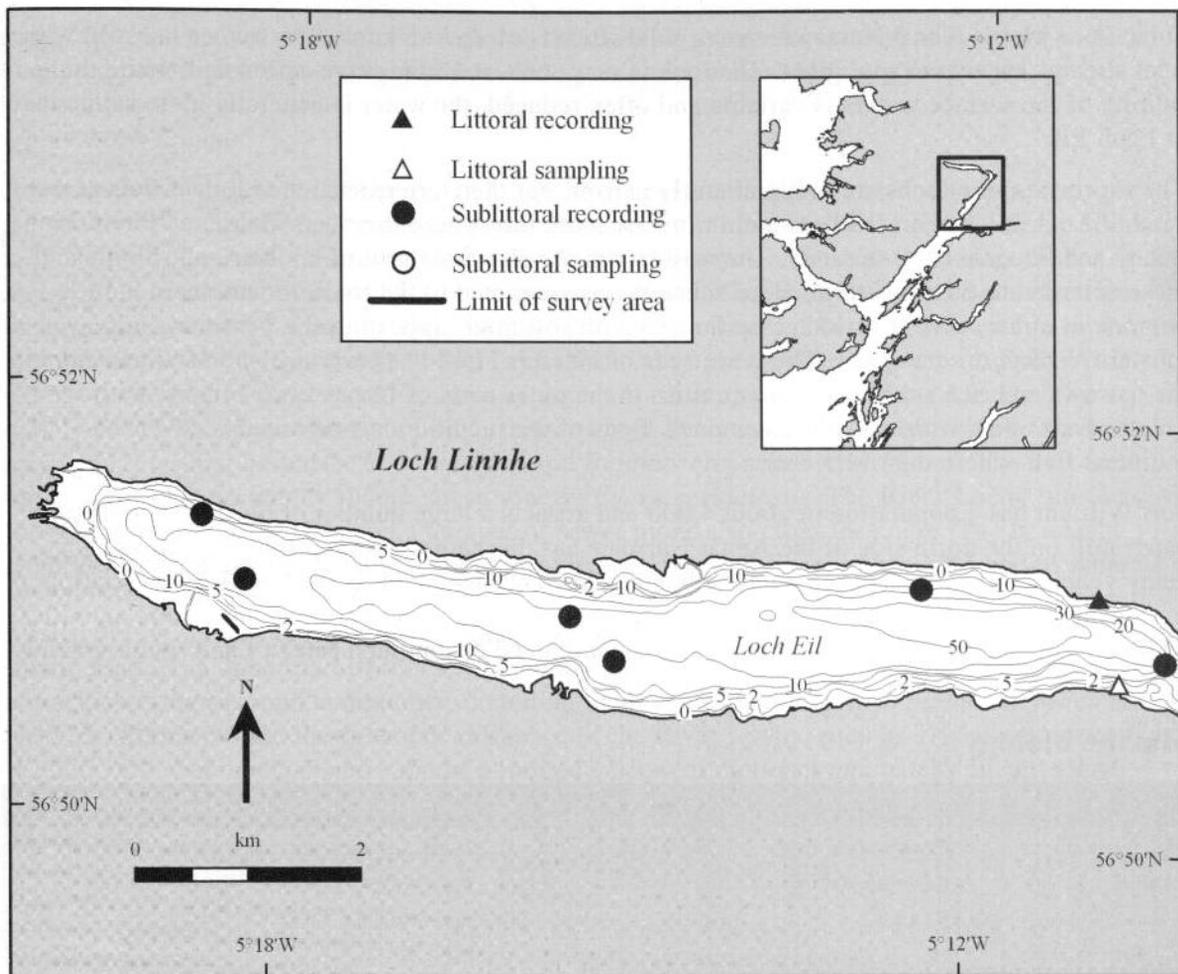 5°18'W
5°12'W
Littoral recording
Littoral sampling
Sublittoral recording
Sublittoral sampling
Limit of survey area
56°52'N
56°52'N
Loch Linnhe
0
5
0
10
2
10
10
0
10
30
20
0
10
5
2
10
5
Loch Eil
50
5
2
10
2
5
2
0
N
56°50'N
km
0
2
56°50'N
5°18'W
5°12'W